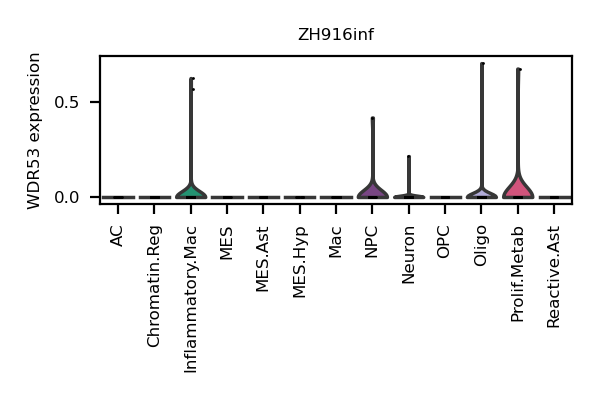 ZH916inf
WDR53 expression
0.5
0.0
AC
Chromatin.Reg
Inflammatory.Mac
MES
MES.Ast
MES.Hyp
Mac
NPC
Neuron
OPC
Oligo
Prolif.Metab
Reactive.Ast